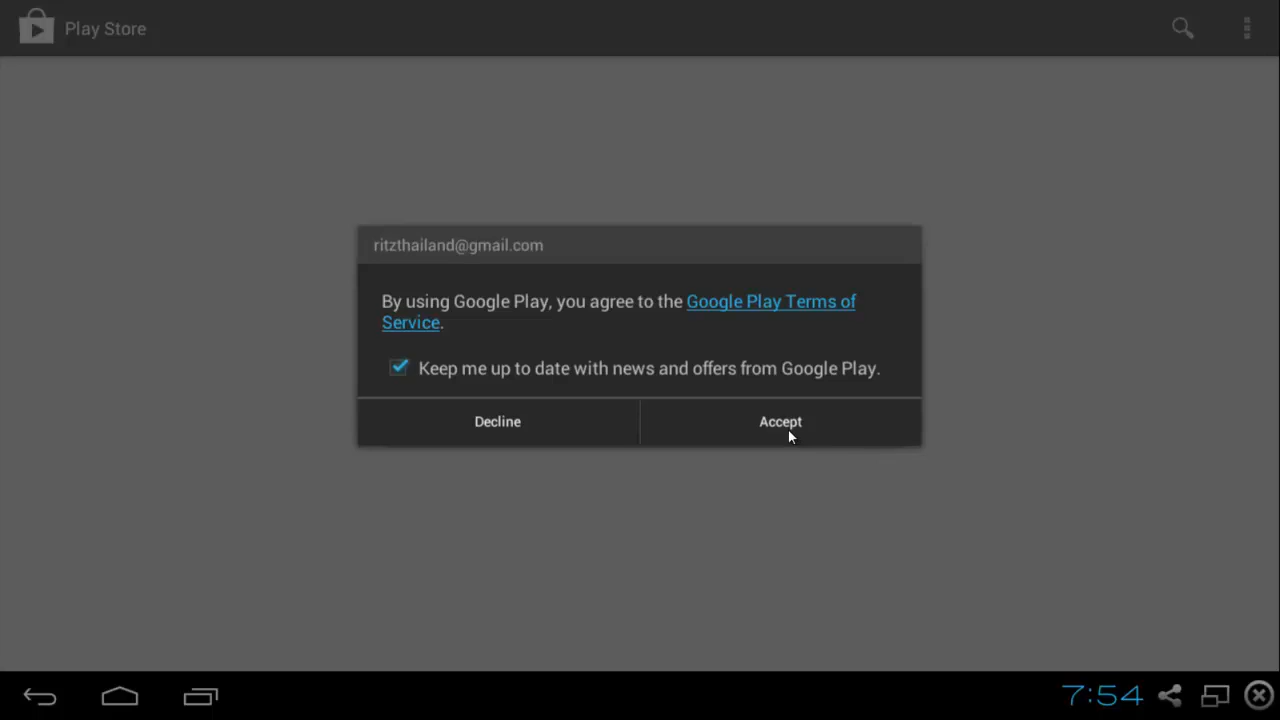 Play Store
ritzthailand@gmail.com
By using Google Play, you agree to the Google Play Terms of
Service.
Keep me up to date with news and offers from Google Play.
Decline
Accept
7:54